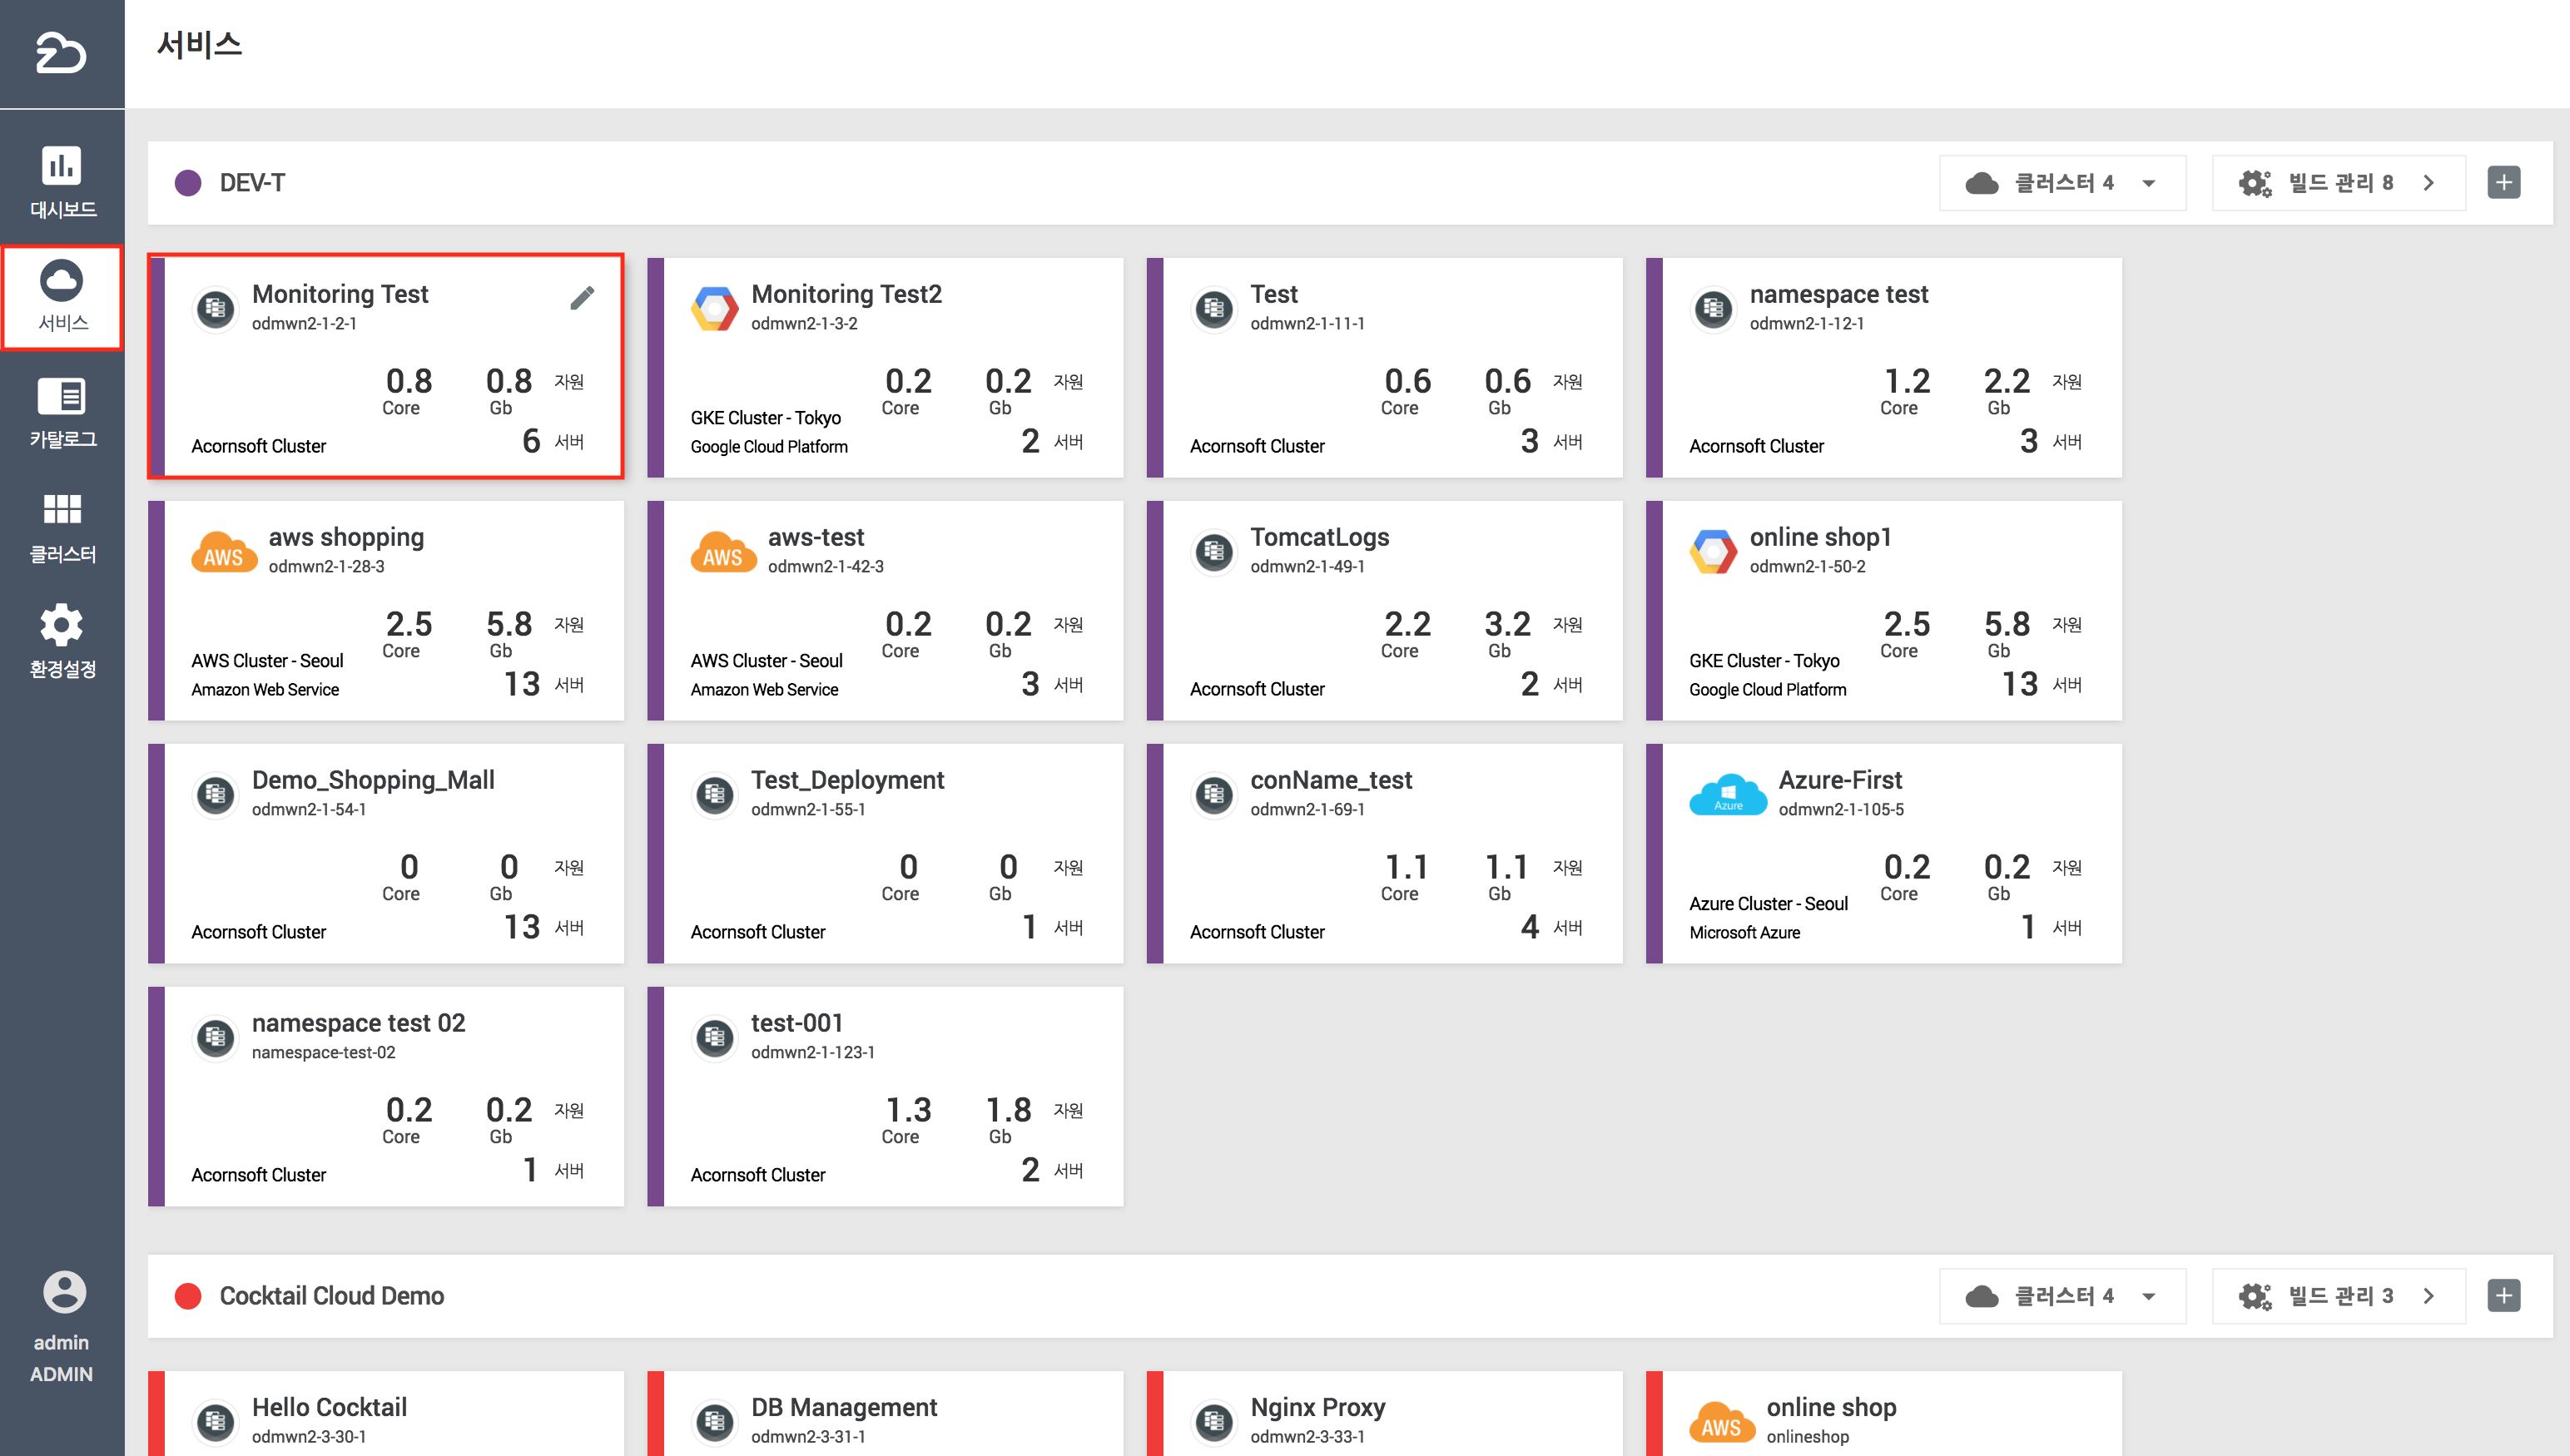 서비스
대시보드
서비스
카탈로그
클러스터
환경설정
admin
ADMIN
DEV-T
클러스터 4
빌드 관리 8
Monitoring Test
odmwn2-1-2-1
0.8 0.8 자원
Core Gb
Acornsoft Cluster
6 서버
Monitoring Test2
odmwn2-1-3-2
0.2 0.2 자원
Core Gb
GKE Cluster - Tokyo
Google Cloud Platform
2 서버
Test
odmwn2-1-11-1
0.6 0.6 자원
Core Gb
Acornsoft Cluster
3 서버
namespace test
odmwn2-1-12-1
1.2 2.2 자원
Core Gb
Acornsoft Cluster
3 서버
AWS
aws shopping
odmwn2-1-28-3
2.5 5.8 자원
Core Gb
AWS Cluster - Seoul
Amazon Web Service
13 서버
AWS
aws-test
odmwn2-1-42-3
0.2 0.2 자원
Core Gb
AWS Cluster - Seoul
Amazon Web Service
3 서버
TomcatLogs
odmwn2-1-49-1
2.2 3.2 자원
Core Gb
Acornsoft Cluster
2 서버
online shop1
odmwn2-1-50-2
2.5 5.8 자원
Core Gb
GKE Cluster - Tokyo
Google Cloud Platform
13 서버
Demo_Shopping_Mall
odmwn2-1-54-1
0 0 자원
Core Gb
Acornsoft Cluster
13 서버
Test_Deployment
odmwn2-1-55-1
0 0 자원
Core Gb
Acornsoft Cluster
1 서버
conName_test
odmwn2-1-69-1
1.1 1.1 자원
Core Gb
Acornsoft Cluster
4 서버
Azure
Azure-First
odmwn2-1-105-5
0.2 0.2 자원
Core Gb
Azure Cluster - Seoul
Microsoft Azure
1 서버
namespace test 02
namespace-test-02
0.2 0.2 자원
Core Gb
Acornsoft Cluster
1 서버
test-001
odmwn2-1-123-1
1.3 1.8 자원
Core Gb
Acornsoft Cluster
2 서버
Cocktail Cloud Demo
클러스터 4
빌드 관리 3
Hello Cocktail
odmwn2-3-30-1
DB Management
odmwn2-3-31-1
Nginx Proxy
odmwn2-3-33-1
AWS
online shop
onlineshop